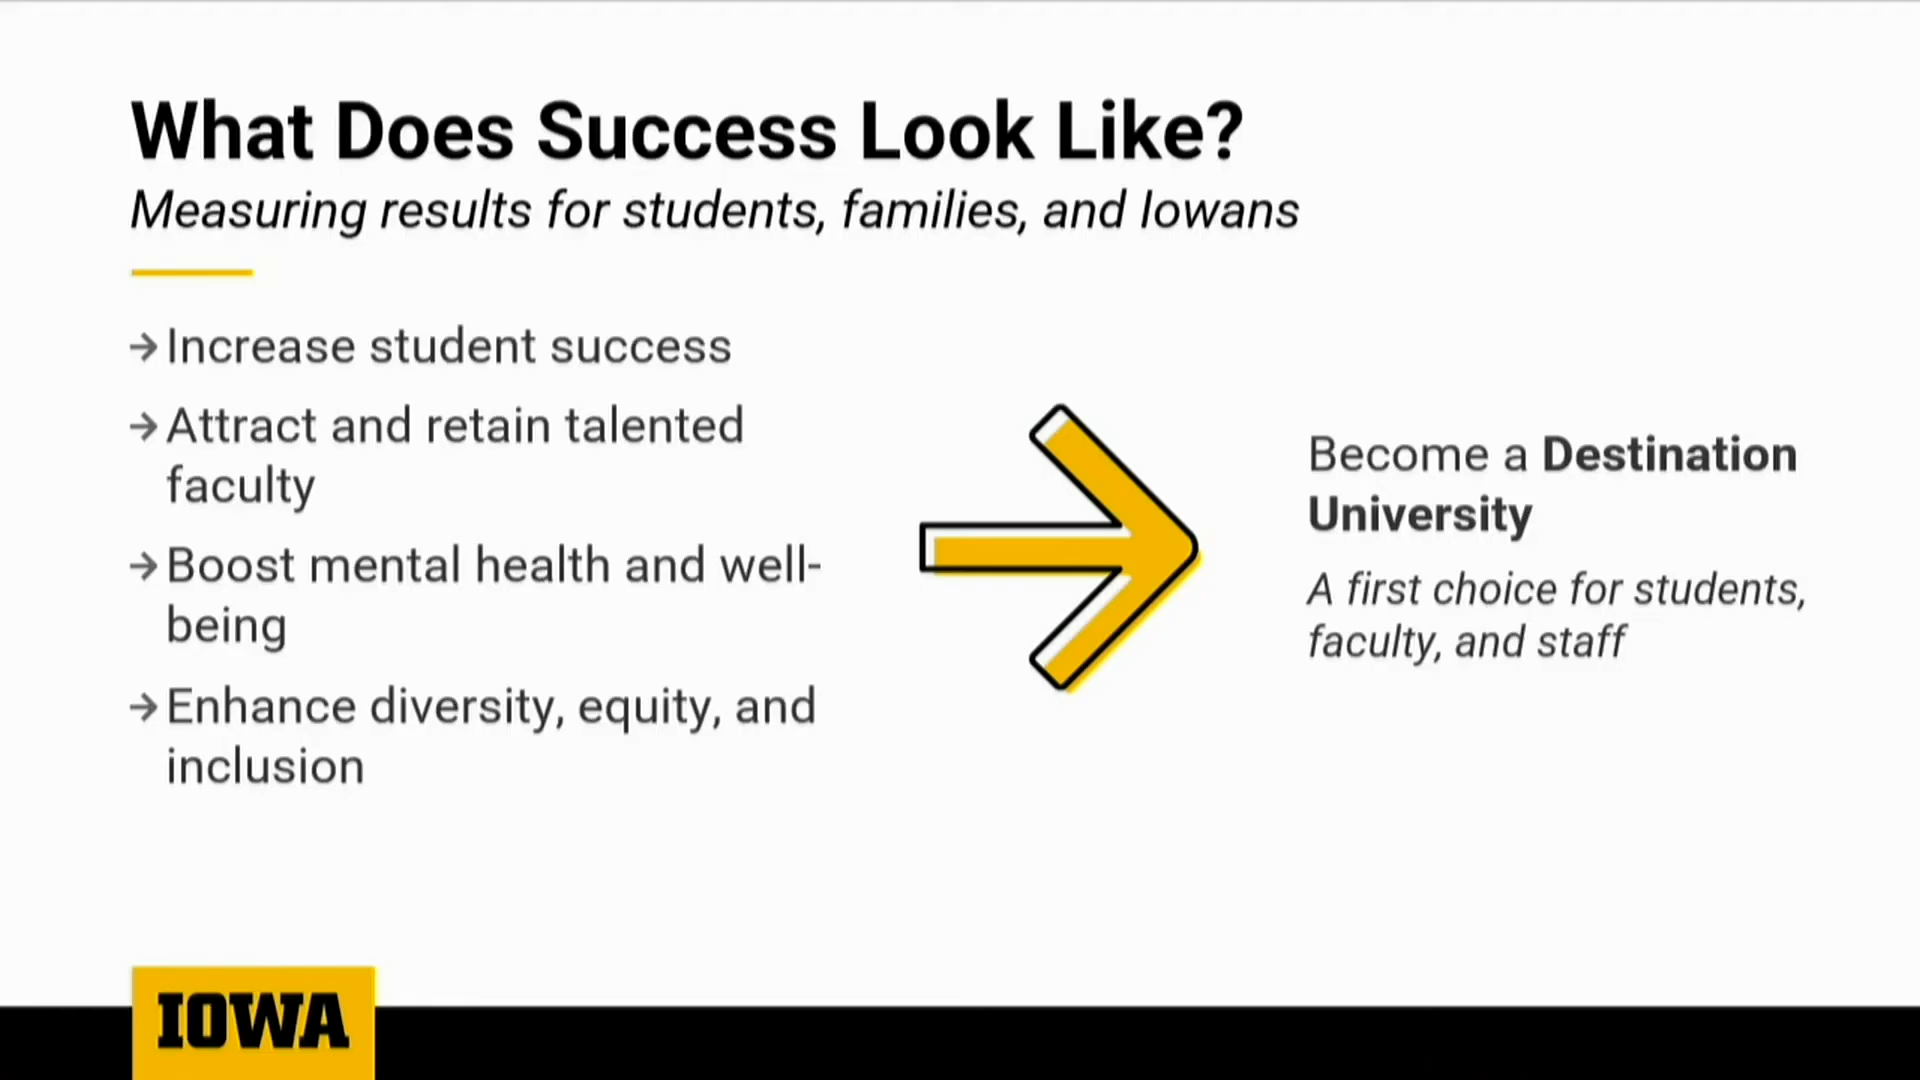 What Does Success Look Like?
Measuring results for students, families, and Iowans
→ Increase student success
→ Attract and retain talented
faculty
→ Boost mental health and well-
being
→ Enhance diversity, equity, and
inclusion
Become a Destination
University
A first choice for students,
faculty, and staff
IOWA